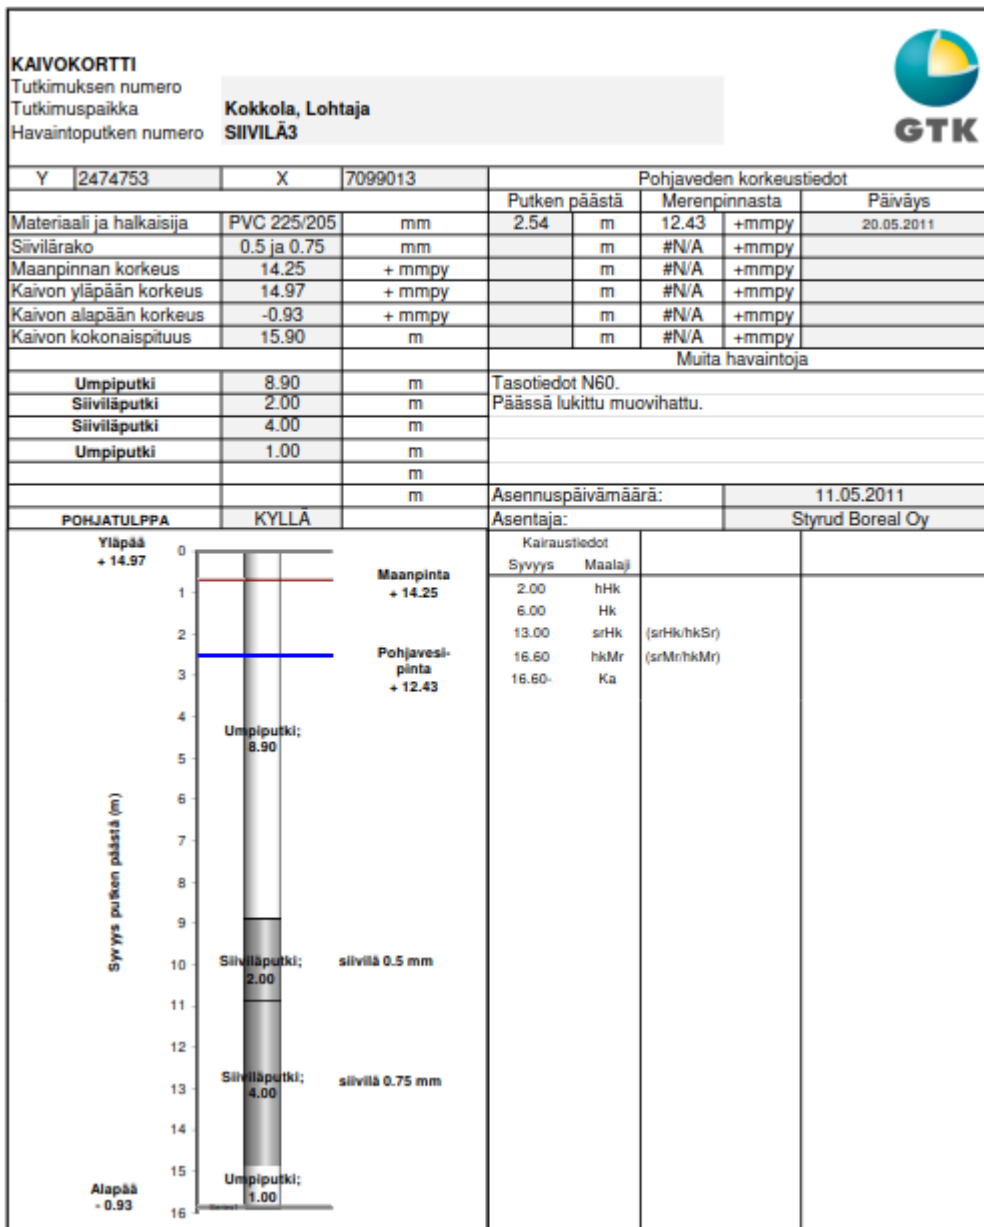 KAIVOKORTTI
Tutkimuksen numero
Tutkimuspaikka Kokkola, Lohtaja
Havaintoputken numero SIIVILÄ3
GTK
Y 2474753 X 7099013 Pohjaveden korkeustiedot
Putken päästä Merenpinnasta Päiväys
Materiaali ja halkaisija PVC 225/205 mm 2.54 m 12.43 +mmpy 20.05.2011
Siivilärako 0.5 ja 0.75 mm m #N/A +mmpy
Maanpinnan korkeus 14.25 + mmpy m #N/A +mmpy
Kaivon yläpään korkeus 14.97 + mmpy m #N/A +mmpy
Kaivon alapään korkeus -0.93 + mmpy m #N/A +mmpy
Kaivon kokonaispituus 15.90 m m #N/A +mmpy
Muita havaintoja
Umpiputki 8.90 m Tasotiedot N60.
Siiviläputki 2.00 m Päässä lukittu muovihattu.
Siiviläputki 4.00 m
Umpiputki 1.00 m
m
m Asennuspäivämäärä: 11.05.2011
POHJATULPPA KYLLÄ Asentaja: Styrud Boreal Oy
Yläpää
+ 14.97
Maanpinta
+ 14.25
Pohjavesi-
pinta
+ 12.43
Syvyys putken päästä (m)
0
1
2
3
4
5
6
7
8
9
10
11
12
13
14
15
16
Umpiputki;
8.90
Siiviläputki;
2.00
siivilä 0.5 mm
Siiviläputki;
4.00
siivilä 0.75 mm
Umpiputki;
1.00
Alapää
- 0.93
Series1
Kairaustiedot
Syvyys Maalaji
2.00 hHk
6.00 Hk
13.00 srHk (srHk/hkSr)
16.60 hkMr (srMr/hkMr)
16.60- Ka